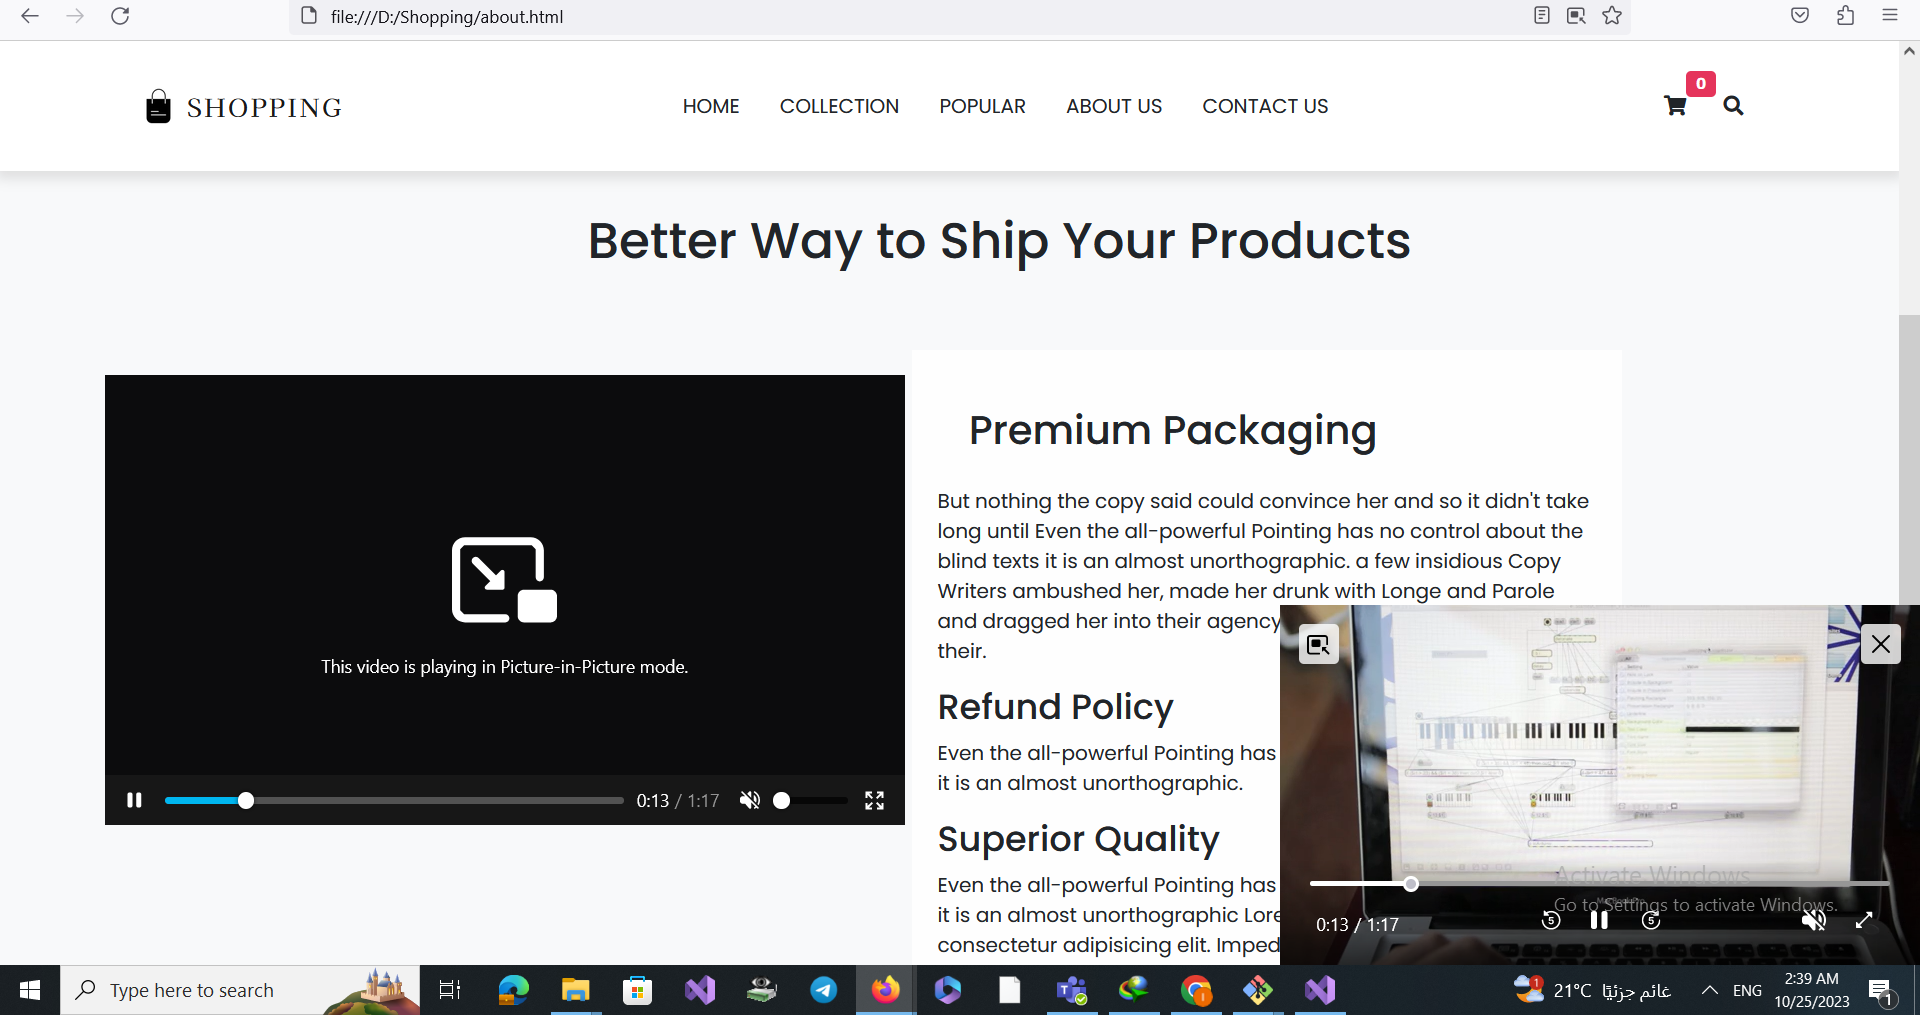 file:///D:/Shopping/about.html
SHOPPING
HOME
COLLECTION
POPULAR
ABOUT US
CONTACT US
0
Better Way to Ship Your Products
This video is playing in Picture-in-Picture mode.
0:13 / 1:17
Premium Packaging
But nothing the copy said could convince her and so it didn't take
long until Even the all-powerful Pointing has no control about the
blind texts it is an almost unorthographic. a few insidious Copy
Writers ambushed her, made her drunk with Longe and Parole
and dragged her into their agency
their.
Refund Policy
Even the all-powerful Pointing has
it is an almost unorthographic.
Superior Quality
Even the all-powerful Pointing has
it is an almost unorthographic Lore
consectetur adipisicing elit. Imped
Activate Windows
Go to Settings to activate Windows.
0:13 / 1:17
5
5
Type here to search
1
21°C غائم جزئيًا
ENG
2:39 AM
10/25/2023
1